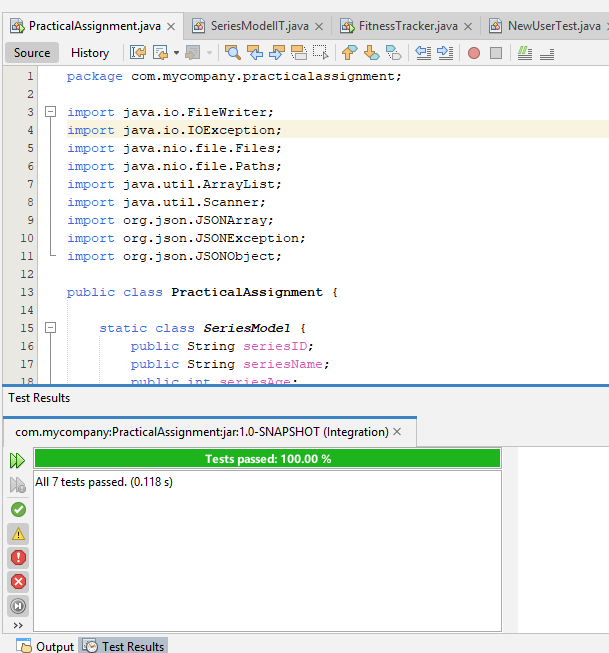 PracticalAssignment.java × SeriesModelIT.java × FitnessTracker.java × NewUserTest.java
Source History
1 package com.mycompany.practicalassignment;
2
3 import java.io.FileWriter;
4 import java.io.IOException;
5 import java.nio.file.Files;
6 import java.nio.file.Paths;
7 import java.util.ArrayList;
8 import java.util.Scanner;
9 import org.json.JSONArray;
10 import org.json.JSONException;
11 import org.json.JSONObject;
12
13 public class PracticalAssignment {
14
15 static class SeriesModel {
16 public String seriesID;
17 public String seriesName;
18 public int seriesAge;
Test Results
com.mycompany:PracticalAssignment:jar:1.0-SNAPSHOT (Integration) ×
Tests passed: 100.00 %
All 7 tests passed. (0.118 s)
>>
Output Test Results